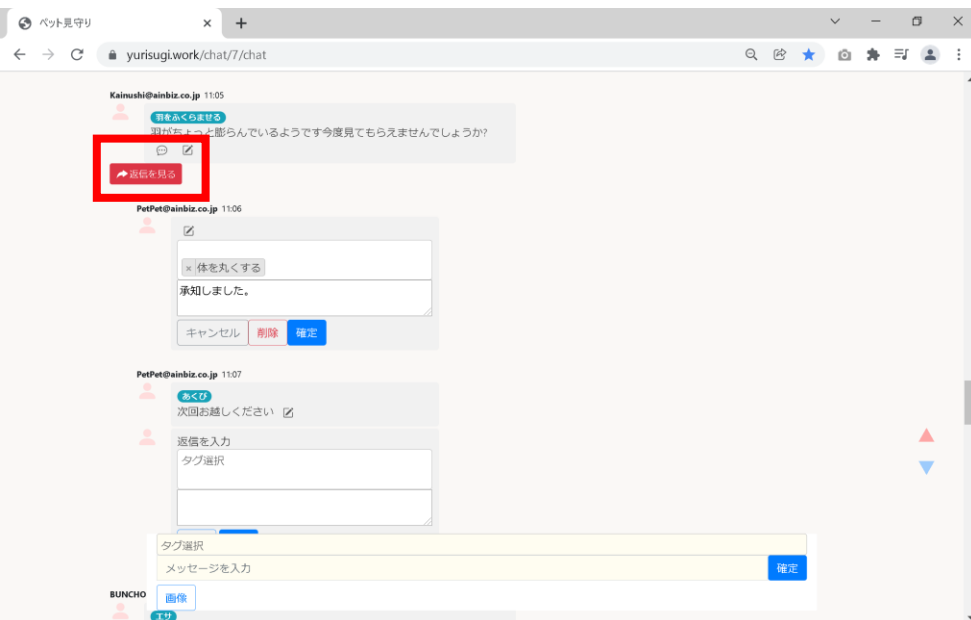 ペット見守り
yurisugi.work/chat/7/chat
Kainushi@ainbiz.co.jp 11:05
羽をふくらませる
羽がちょっと膨らんでいるようです今度見てもらえませんでしょうか?
返信を見る
PetPet@ainbiz.co.jp 11:06
× 体を丸くする
承知しました。
キャンセル 削除 確定
PetPet@ainbiz.co.jp 11:07
あくび
次回お越しください
返信を入力
タグ選択
タグ選択
メッセージを入力 確定
画像
BUNCHO
エサ